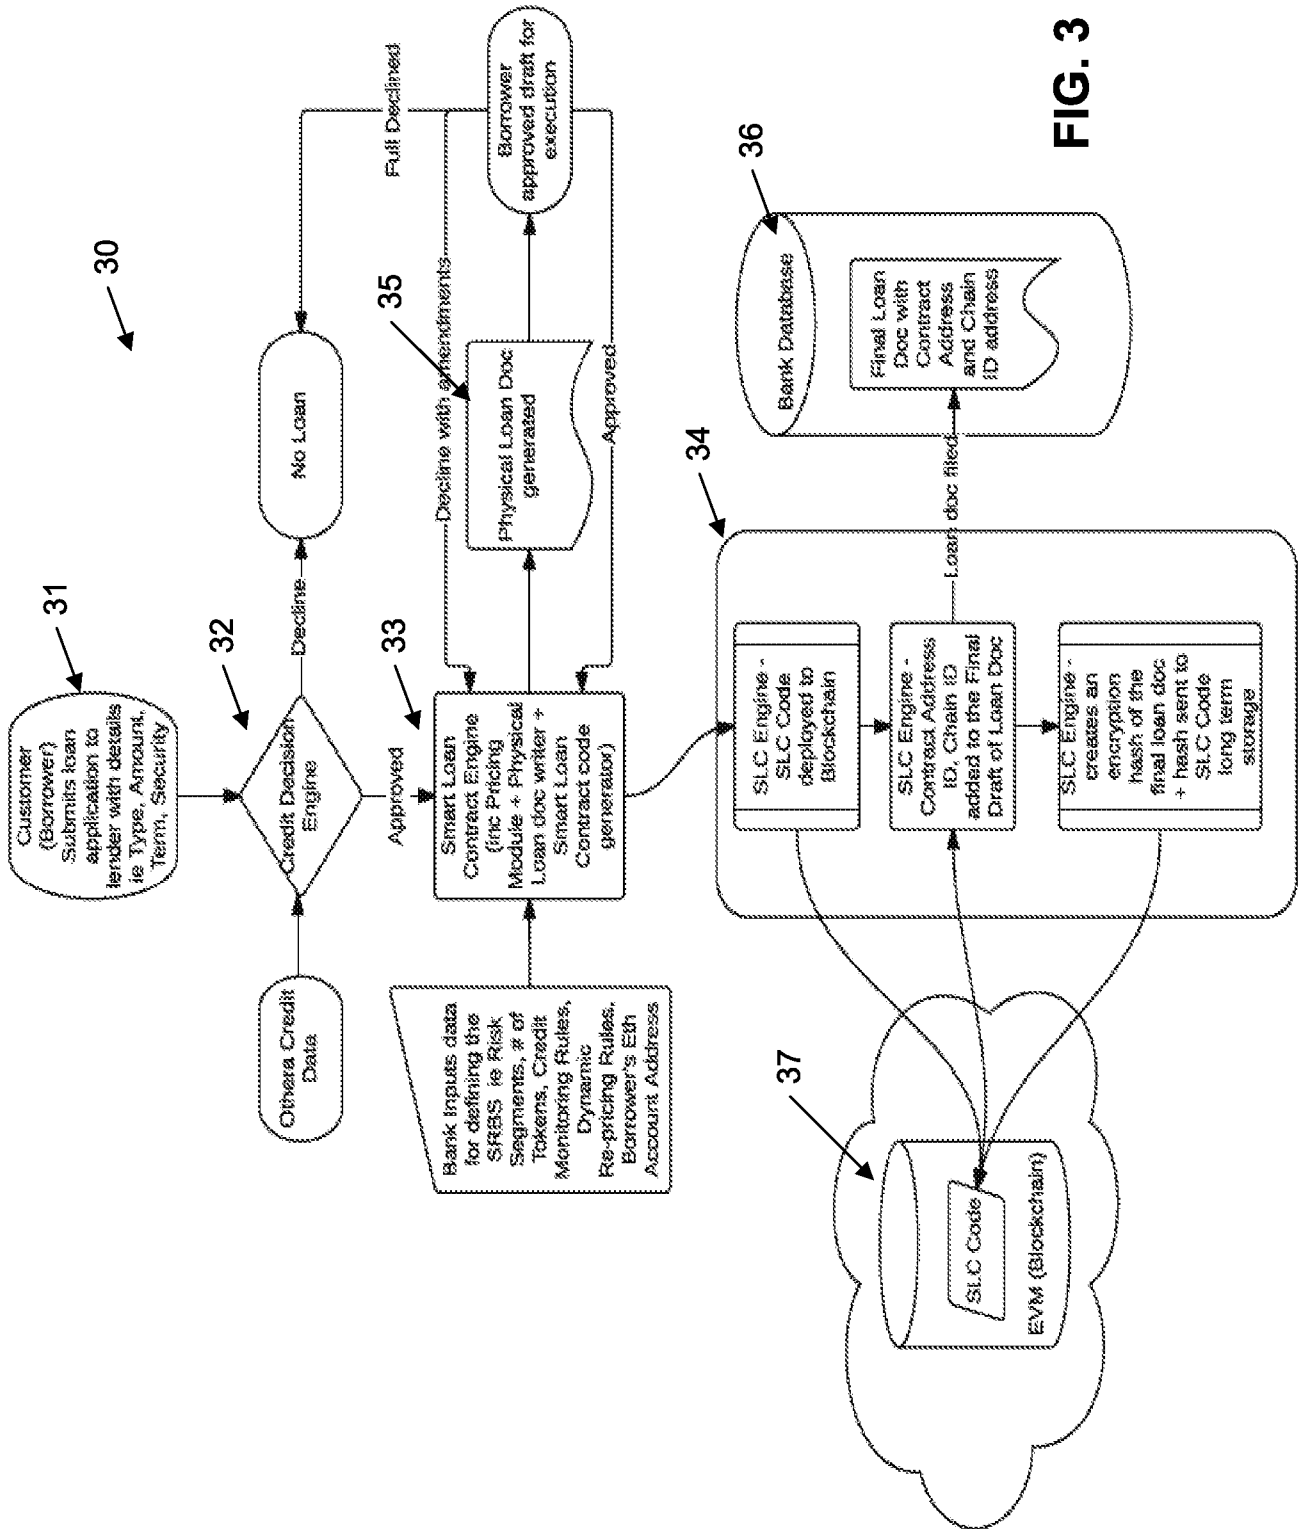 30
31
Customer
(Borrower)
Submits loan
application to
lender with details
ie Type, Amount,
Term, Security
32
Othera Credit
Data
Credit Decision
Engine
Decline
No Loan
Full Declined
Approved
33
Bank Inputs data
for defining the
SRBS ie Risk
Segments, # of
Tokens, Credit
Monitoring Rules,
Dynamic
Re-pricing Rules,
Borrower's Eth
Account Address
Smart Loan
Contract Engine
(inc Pricing
Module + Physical
Loan doc writer +
Smart Loan
Contract code
generator)
Decline with amendments
35
Physical Loan Doc
generated
Approved
Borrower
approved draft for
execution
34
SLC Engine -
SLC Code
deployed to
Blockchain
SLC Engine -
Contract Address
ID, Chain ID
added to the Final
Draft of Loan Doc
SLC Engine -
creates an
encryption
hash of the
final loan doc
+ hash sent to
SLC Code
long term
storage
Loan doc filed
36
Bank Database
Final Loan
Doc with
Contract
Address
and Chain
ID address
37
SLC Code
EVM (Blockchain)
FIG. 3